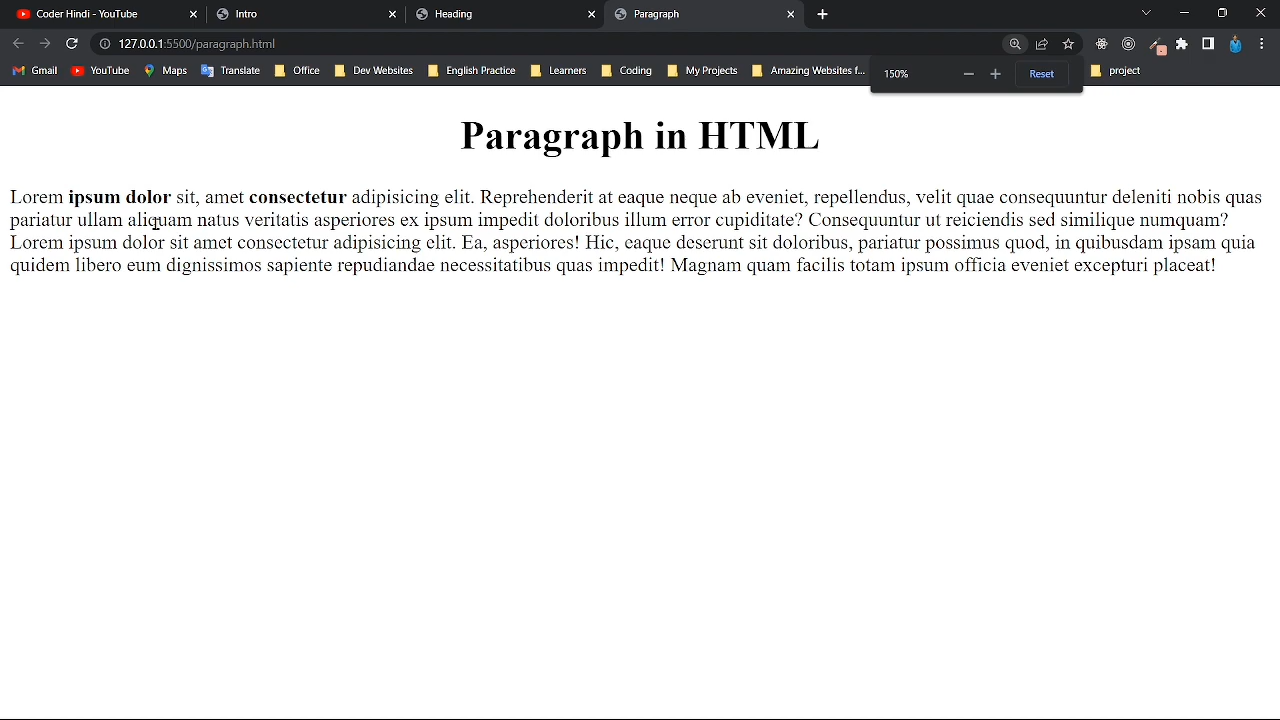 Coder Hindi - YouTube
Intro
Heading
Paragraph
127.0.0.1:5500/paragraph.html
Gmail YouTube Maps Translate Office Dev Websites English Practice Learners Coding My Projects Amazing Websites f... project
150% Reset
Paragraph in HTML
Lorem ipsum dolor sit, amet consectetur adipisicing elit. Reprehenderit at eaque neque ab eveniet, repellendus, velit quae consequuntur deleniti nobis quas
pariatur ullam aliquam natus veritatis asperiores ex ipsum impedit doloribus illum error cupiditate? Consequuntur ut reiciendis sed similique numquam?
Lorem ipsum dolor sit amet consectetur adipisicing elit. Ea, asperiores! Hic, eaque deserunt sit doloribus, pariatur possimus quod, in quibusdam ipsam quia
quidem libero eum dignissimos sapiente repudiandae necessitatibus quas impedit! Magnam quam facilis totam ipsum officia eveniet excepturi placeat!